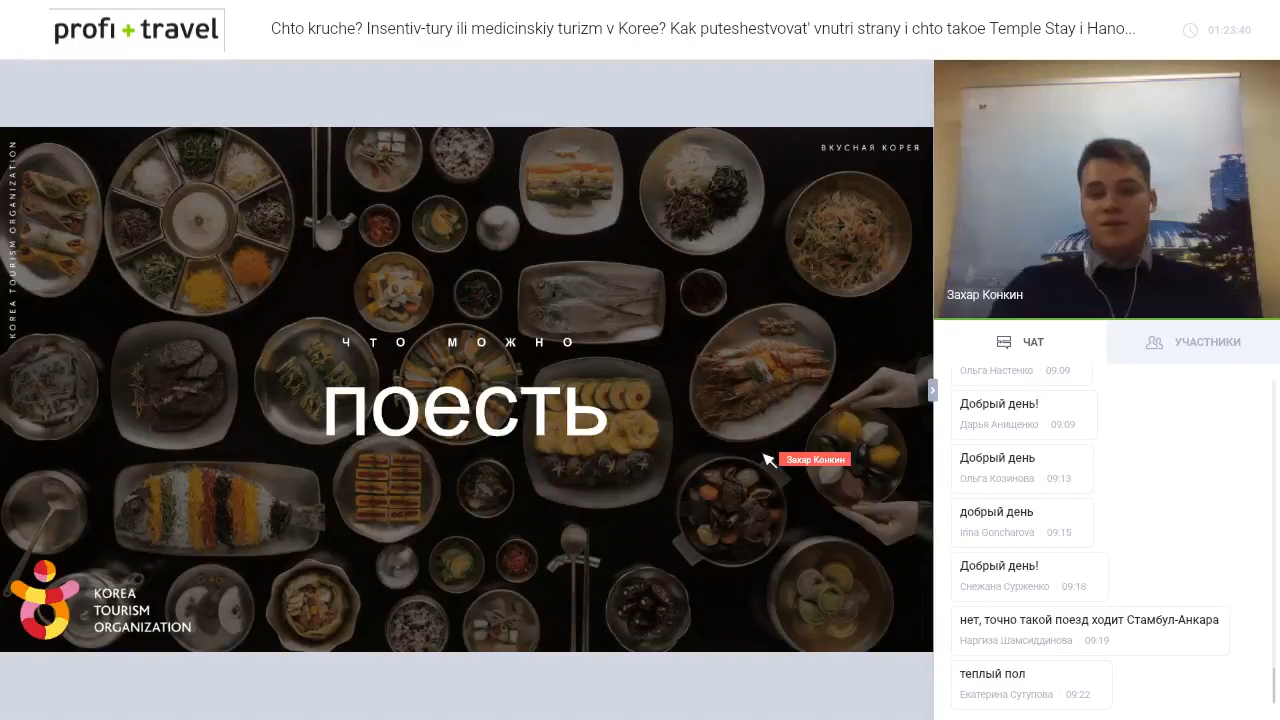 profi + travel
Chto kruche? Insentiv-tury ili medicinskiy turizm v Koree? Kak puteshestvovat' vnutri strany i chto takoe Temple Stay i Hano...
01:23:40
KOREA TOURISM ORGANIZATION
ВКУСНАЯ КОРЕЯ
ЧТО МОЖНО
поесть
Захар Конкин
KOREA
TOURISM
ORGANIZATION
Захар Конкин
ЧАТ
УЧАСТНИКИ
Ольга Настенко 09:09
Добрый день!
Дарья Анищенко 09:09
Добрый день
Ольга Козинова 09:13
добрый день
Irina Goncharova 09:15
Добрый день!
Снежана Сурженко 09:18
нет, точно такой поезд ходит Стамбул-Анкара
Наргиза Шамсиддинова 09:19
теплый пол
Екатерина Сутупова 09:22